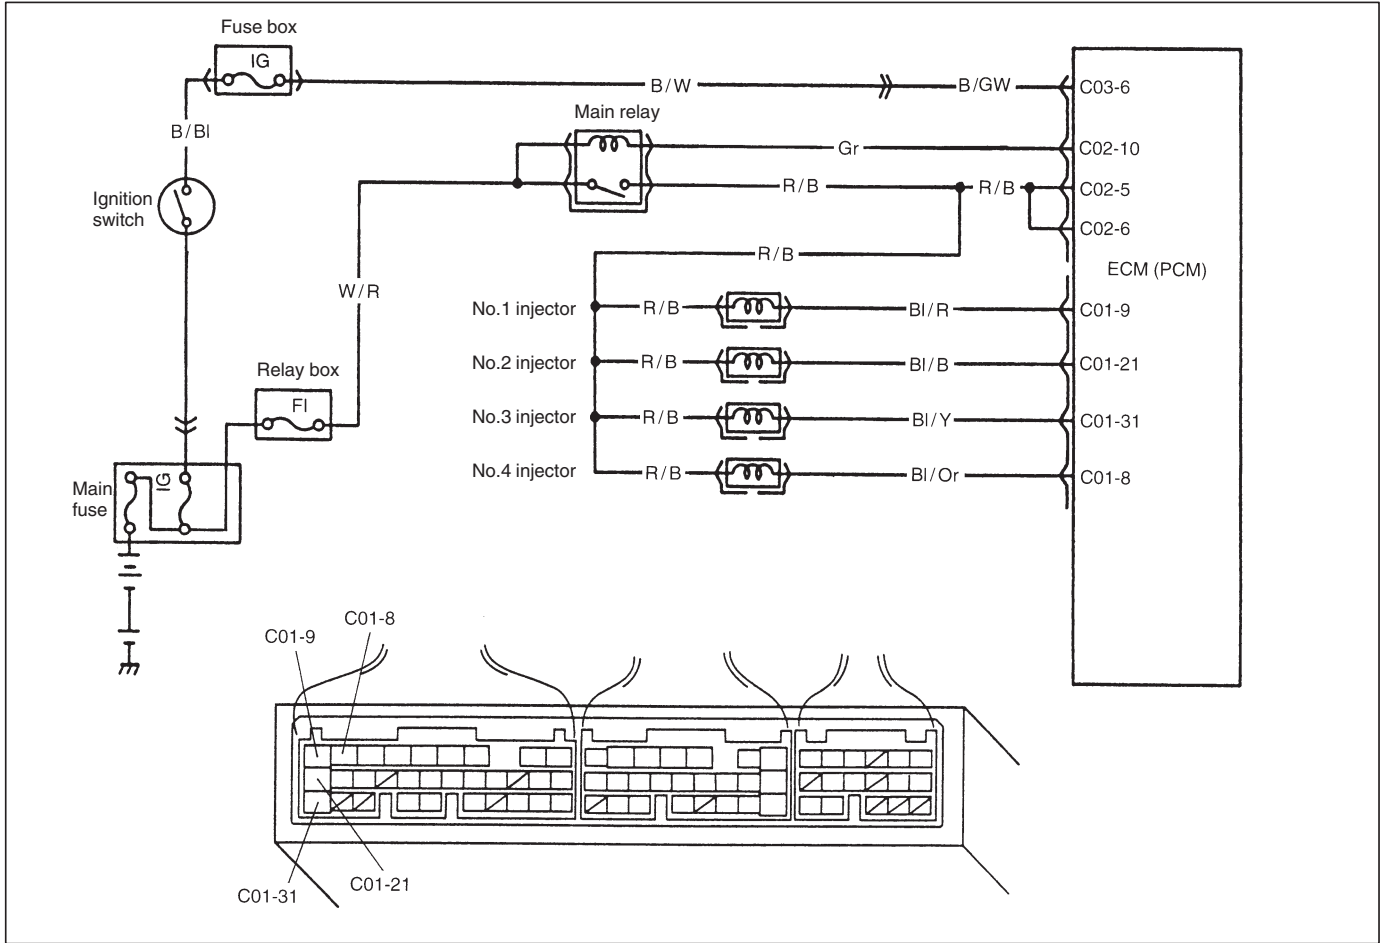 Fuse box
IG
B/W
B/GW
C03-6
Main relay
B/Bl
Gr
C02-10
Ignition
switch
R/B
R/B
C02-5
C02-6
R/B
ECM (PCM)
W/R
No.1 injector
R/B
Bl/R
C01-9
No.2 injector
R/B
Bl/B
C01-21
Relay box
FI
No.3 injector
R/B
Bl/Y
C01-31
No.4 injector
R/B
Bl/Or
C01-8
Main
fuse
IG
C01-8
C01-9
C01-21
C01-31